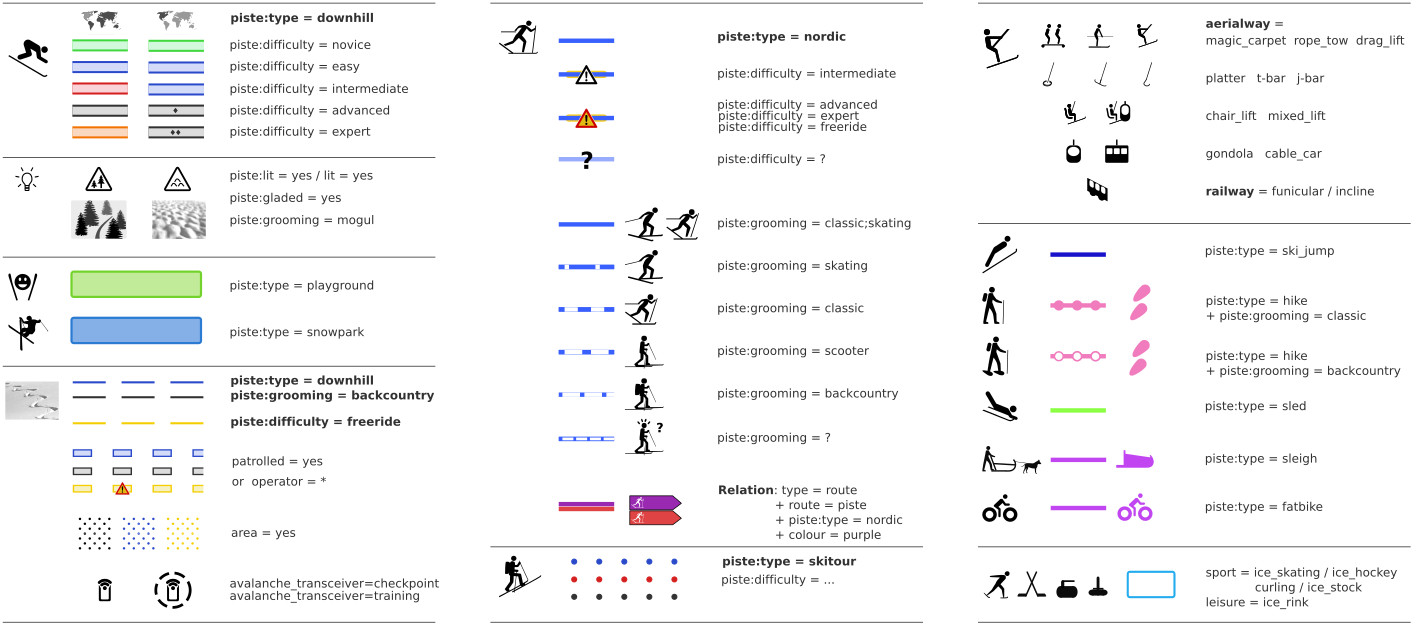 piste:type = downhill
piste:difficulty = novice
piste:difficulty = easy
piste:difficulty = intermediate
piste:difficulty = advanced
piste:difficulty = expert
piste:lit = yes / lit = yes
piste:gladed = yes
piste:grooming = mogul
piste:type = playground
piste:type = snowpark
piste:type = downhill
piste:grooming = backcountry
piste:difficulty = freeride
patrolled = yes
or operator = *
area = yes
avalanche_transceiver=checkpoint
avalanche_transceiver=training
piste:type = nordic
piste:difficulty = intermediate
piste:difficulty = advanced
piste:difficulty = expert
piste:difficulty = freeride
?
piste:difficulty = ?
piste:grooming = classic;skating
piste:grooming = skating
piste:grooming = classic
piste:grooming = scooter
piste:grooming = backcountry
?
piste:grooming = ?
Relation: type = route
+ route = piste
+ piste:type = nordic
+ colour = purple
piste:type = skitour
piste:difficulty = ...
aerialway =
magic_carpet rope_tow drag_lift
platter t-bar j-bar
chair_lift mixed_lift
gondola cable_car
railway = funicular / incline
piste:type = ski_jump
piste:type = hike
+ piste:grooming = classic
piste:type = hike
+ piste:grooming = backcountry
piste:type = sled
piste:type = sleigh
piste:type = fatbike
sport = ice_skating / ice_hockey
curling / ice_stock
leisure = ice_rink